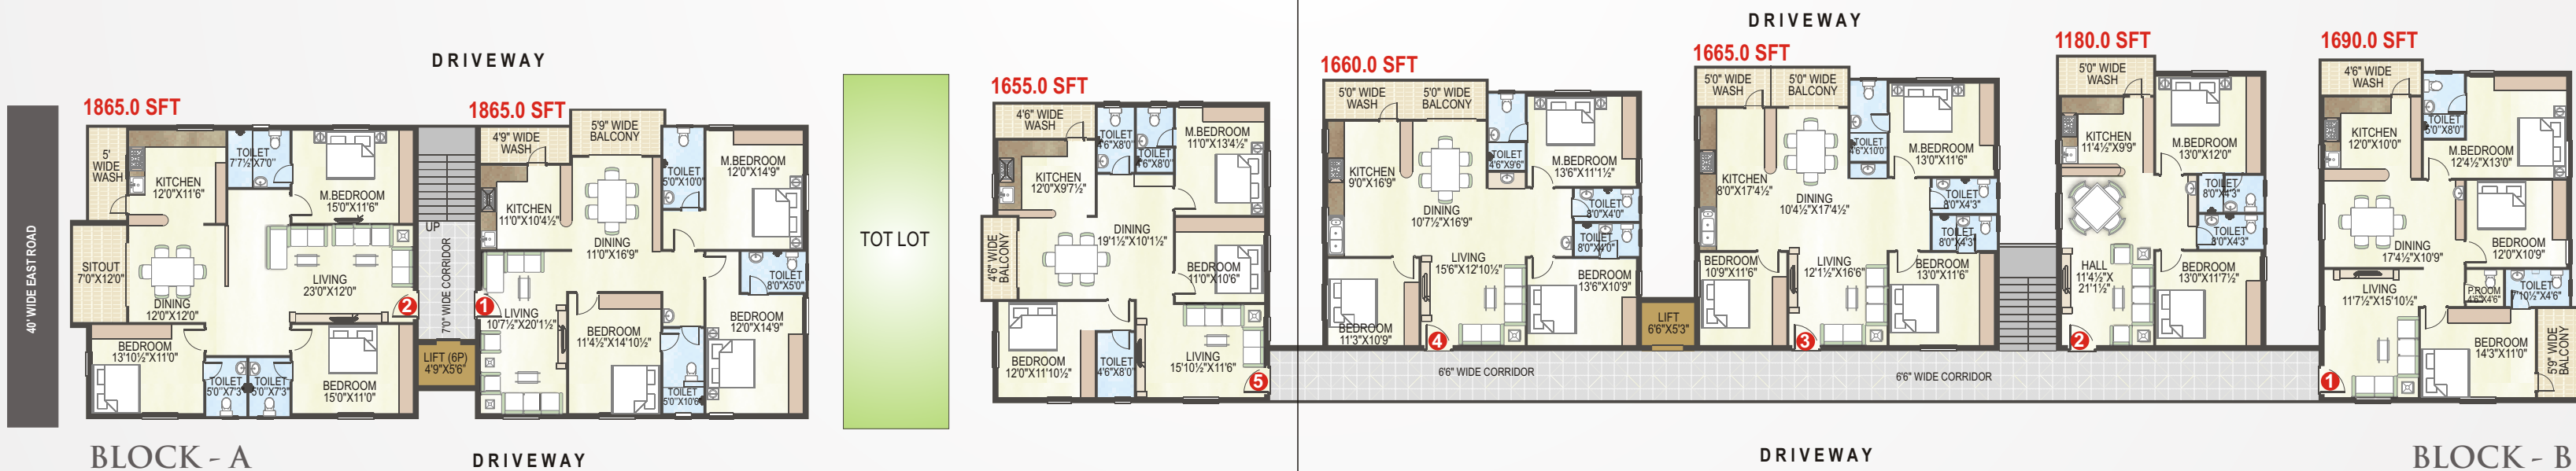 DRIVEWAY
DRIVEWAY
40' WIDE EAST ROAD
1865.0 SFT
5'
WIDE
WASH
KITCHEN
12'0"X11'6"
TOILET
7'7½"X7'0"
M.BEDROOM
15'0"X11'6"
SITOUT
7'0"X12'0"
DINING
12'0"X12'0"
LIVING
23'0"X12'0"
2
BEDROOM
13'10½"X11'0"
TOILET
5'0"X7'3"
TOILET
5'0"X7'3"
BEDROOM
15'0"X11'0"
UP
7'0" WIDE CORRIDOR
LIFT (6P)
4'9"X5'6"
1865.0 SFT
4'9" WIDE
WASH
5'9" WIDE
BALCONY
KITCHEN
11'0"X10'4½"
DINING
11'0"X16'9"
TOILET
5'0"X10'0"
M.BEDROOM
12'0"X14'9"
1
LIVING
10'7½"X20'1½"
BEDROOM
11'4½"X14'10½"
TOILET
8'0"X5'0"
BEDROOM
12'0"X14'9"
TOILET
5'0"X10'6"
BLOCK - A
DRIVEWAY
TOT LOT
1655.0 SFT
4'6" WIDE
WASH
TOILET
4'6"X8'0"
TOILET
4'6"X8'0"
M.BEDROOM
11'0"X13'4½"
KITCHEN
12'0"X9'7½"
4'6" WIDE
BALCONY
DINING
19'1½"X10'1½"
BEDROOM
11'0"X10'6"
BEDROOM
12'0"X11'10½"
TOILET
4'6"X8'0"
LIVING
15'10½"X11'6"
5
1660.0 SFT
5'0" WIDE
WASH
5'0" WIDE
BALCONY
KITCHEN
9'0"X16'9"
DINING
10'7½"X16'9"
TOILET
4'6"X9'6"
M.BEDROOM
13'6"X11'1½"
TOILET
8'0"X4'0"
TOILET
8'0"X4'0"
LIVING
15'6"X12'10½"
BEDROOM
13'6"X10'9"
BEDROOM
11'3"X10'9"
4
6'6" WIDE CORRIDOR
LIFT
6'6"X5'3"
1665.0 SFT
5'0" WIDE
WASH
5'0" WIDE
BALCONY
KITCHEN
8'0"X17'4½"
DINING
10'4½"X17'4½"
TOILET
4'6"X10'0"
M.BEDROOM
13'0"X11'6"
TOILET
8'0"X4'3"
TOILET
8'0"X4'3"
BEDROOM
10'9"X11'6"
LIVING
12'1½"X16'6"
BEDROOM
13'0"X11'6"
3
6'6" WIDE CORRIDOR
1180.0 SFT
5'0" WIDE
WASH
KITCHEN
11'4½"X9'9"
M.BEDROOM
13'0"X12'0"
TOILET
8'0"X4'3"
TOILET
8'0"X4'3"
HALL
11'4½"X
21'1½"
BEDROOM
13'0"X11'7½"
2
1690.0 SFT
4'6" WIDE
WASH
TOILET
5'0"X8'0"
KITCHEN
12'0"X10'0"
M.BEDROOM
12'4½"X13'0"
DINING
17'4½"X10'9"
BEDROOM
12'0"X10'9"
LIVING
11'7½"X15'10½"
P.ROOM
4'6"X4'6"
TOILET
7'10½"X4'6"
BEDROOM
14'3"X11'0"
5'9" WIDE
BALCONY
1
DRIVEWAY
BLOCK - B